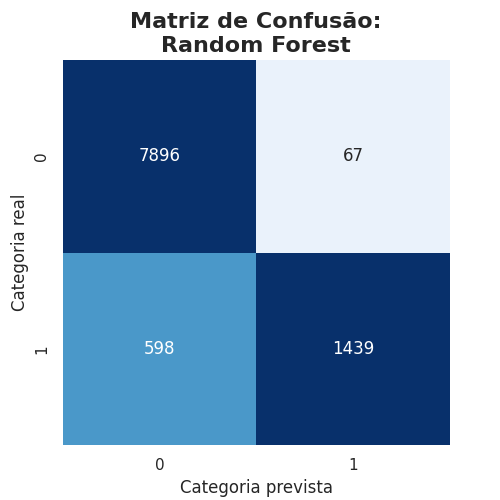 Matriz de Confusão:
Random Forest
Categoria real
0
7896
67
1
598
1439
0
1
Categoria prevista